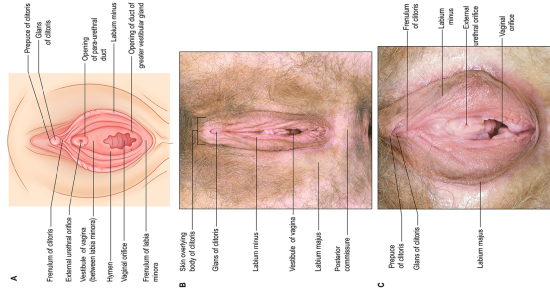 A
Prepuce of clitoris
Glans
of clitoris
Opening
of para-urethral
duct
Labium minus
Opening of duct of
greater vestibular gland
Frenulum of clitoris
External urethral orifice
Vestibule of vagina
(between labia minora)
Hymen
Vaginal orifice
Frenulum of labia
minora
B
Skin overlying
body of clitoris
Glans of clitoris
Labium minus
Vestibule of vagina
Labium majus
Posterior
commissure
C
Frenulum of
clitoris
Labium
minus
External
urethral orifice
Vaginal
orifice
Prepuce
of clitoris
Glans of clitoris
Labium majus